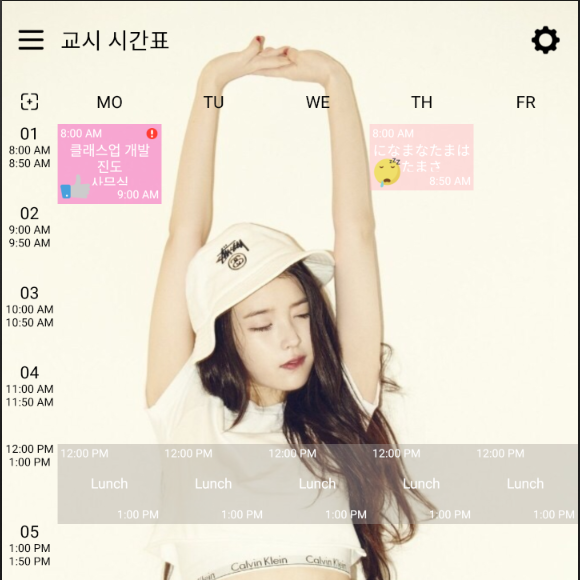 교시 시간표
MO TU WE TH FR
01
8:00 AM
8:50 AM
8:00 AM
클래스업 개발
진도
사무실
9:00 AM
8:00 AM
になまなたまは
たまさ
8:50 AM
02
9:00 AM
9:50 AM
STUSSY
03
10:00 AM
10:50 AM
04
11:00 AM
11:50 AM
12:00 PM
1:00 PM
12:00 PM 12:00 PM 12:00 PM 12:00 PM 12:00 PM
Lunch Lunch Lunch Lunch Lunch
1:00 PM 1:00 PM 1:00 PM 1:00 PM 1:00 PM
05
1:00 PM
1:50 PM
Calvin Klein Calvin Klein